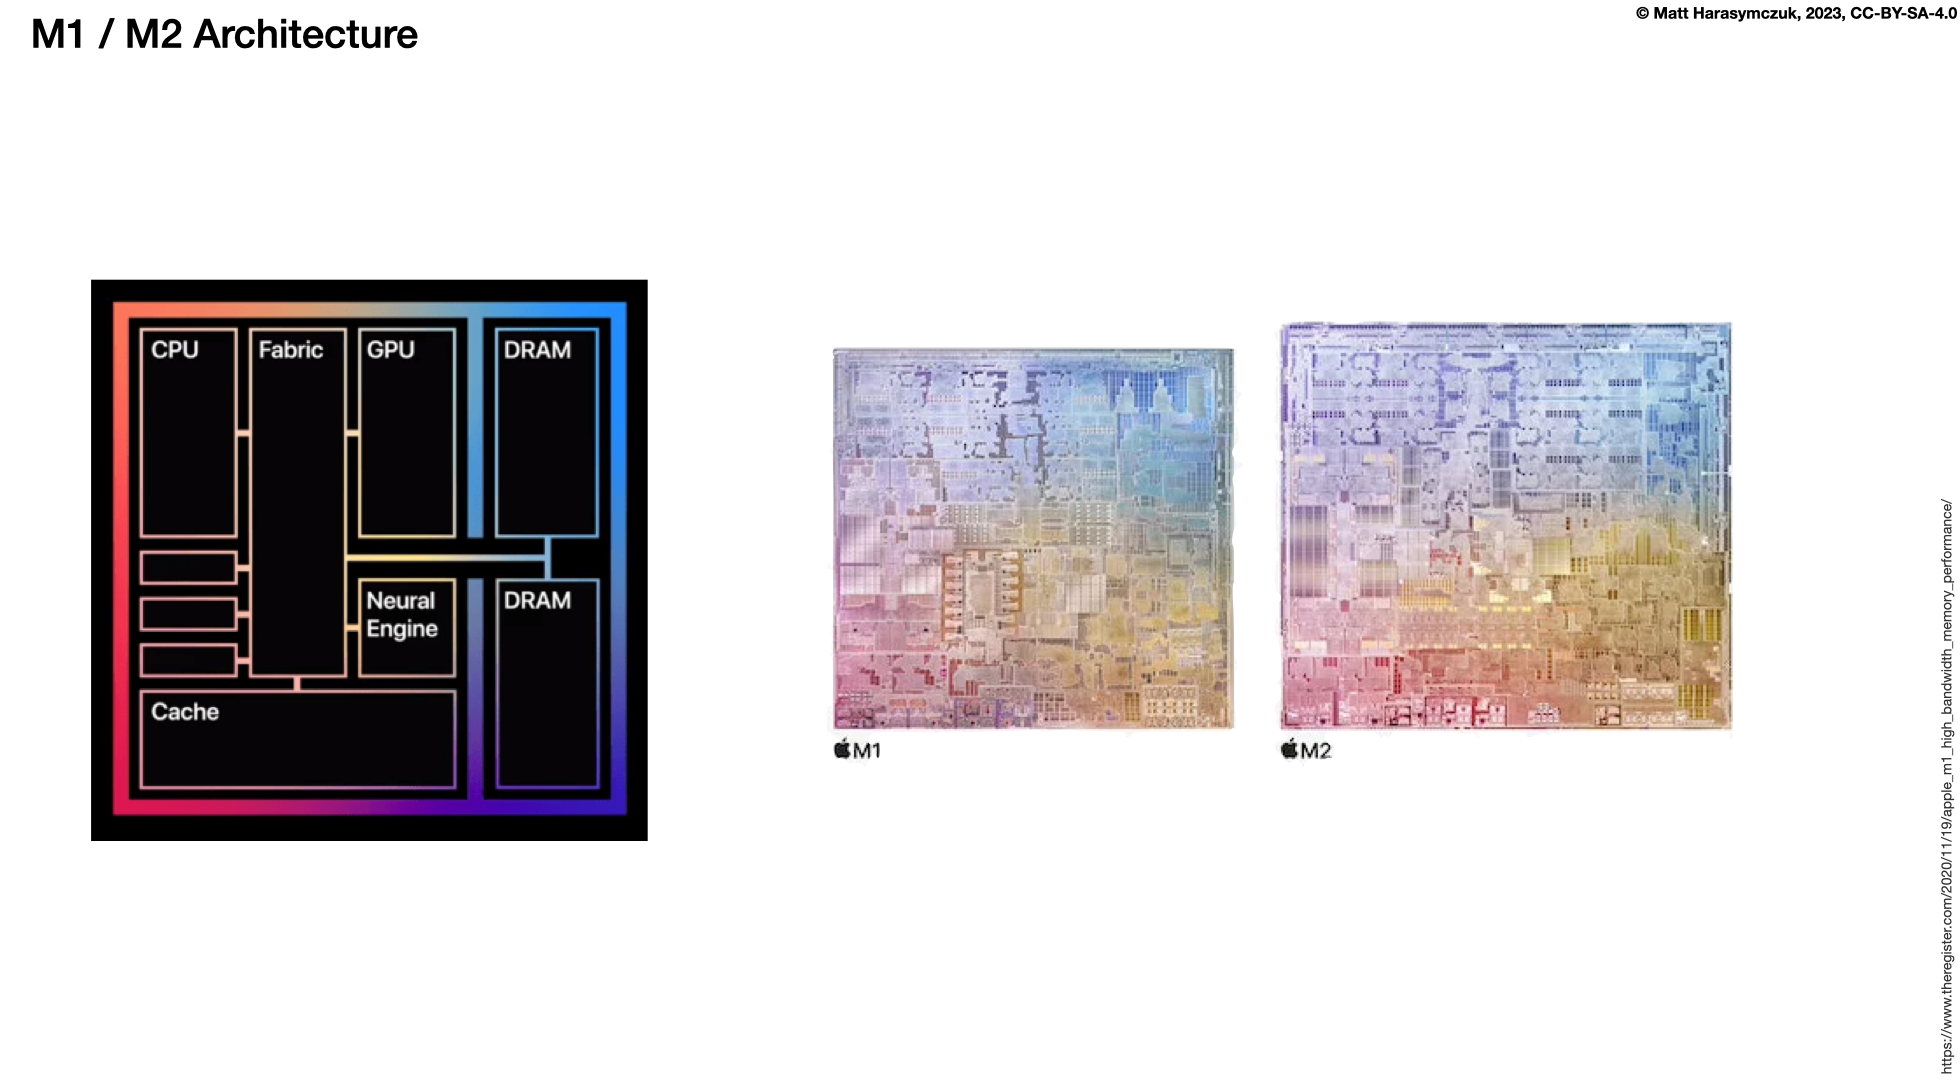 M1 / M2 Architecture
© Matt Harasymczuk, 2023, CC-BY-SA-4.0
CPU
Fabric
GPU
DRAM
Neural
Engine
DRAM
Cache
M1
M2
https://www.theregister.com/2020/11/19/apple_m1_high_bandwidth_memory_performance/